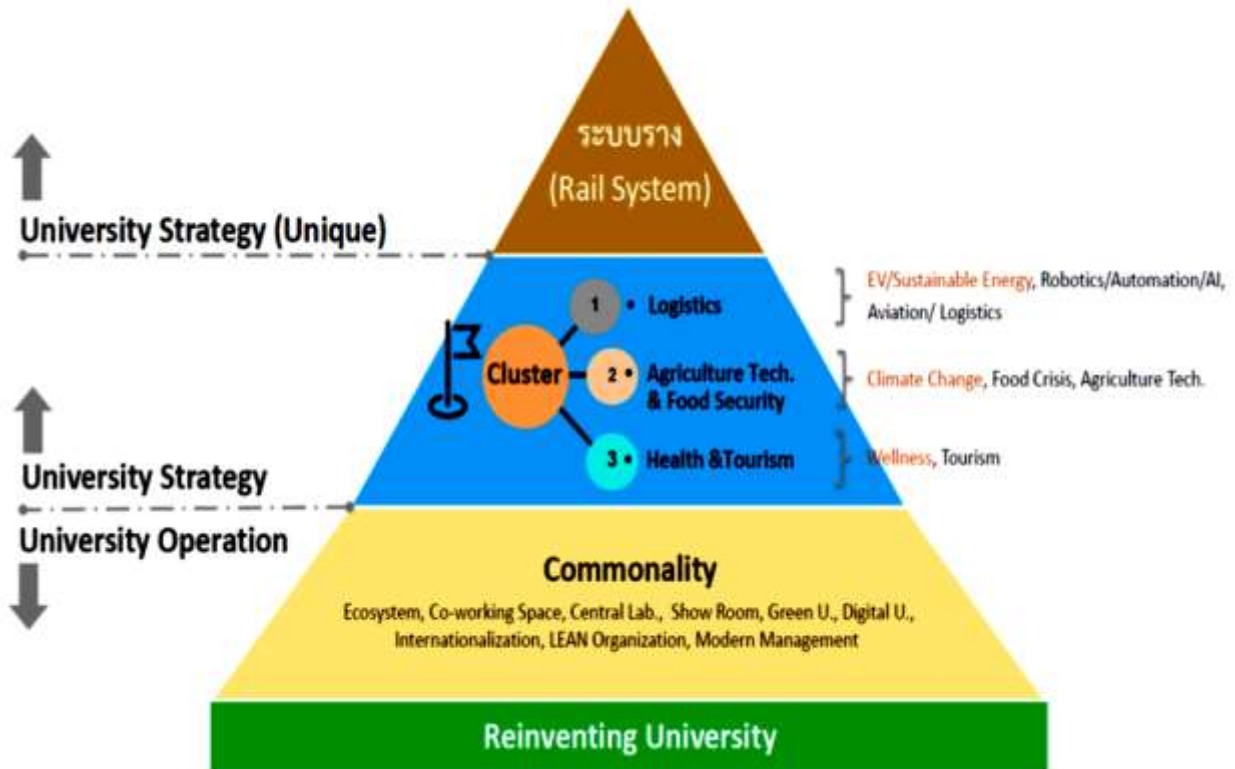 ระบบราง
(Rail System)
University Strategy (Unique)
1 • Logistics
EV/Sustainable Energy, Robotics/Automation/AI,
Aviation/ Logistics
Cluster
2 • Agriculture Tech.
& Food Security
Climate Change, Food Crisis, Agriculture Tech.
3 • Health &Tourism
Wellness, Tourism
University Strategy
University Operation
Commonality
Ecosystem, Co-working Space, Central Lab., Show Room, Green U., Digital U.,
Internationalization, LEAN Organization, Modern Management
Reinventing University